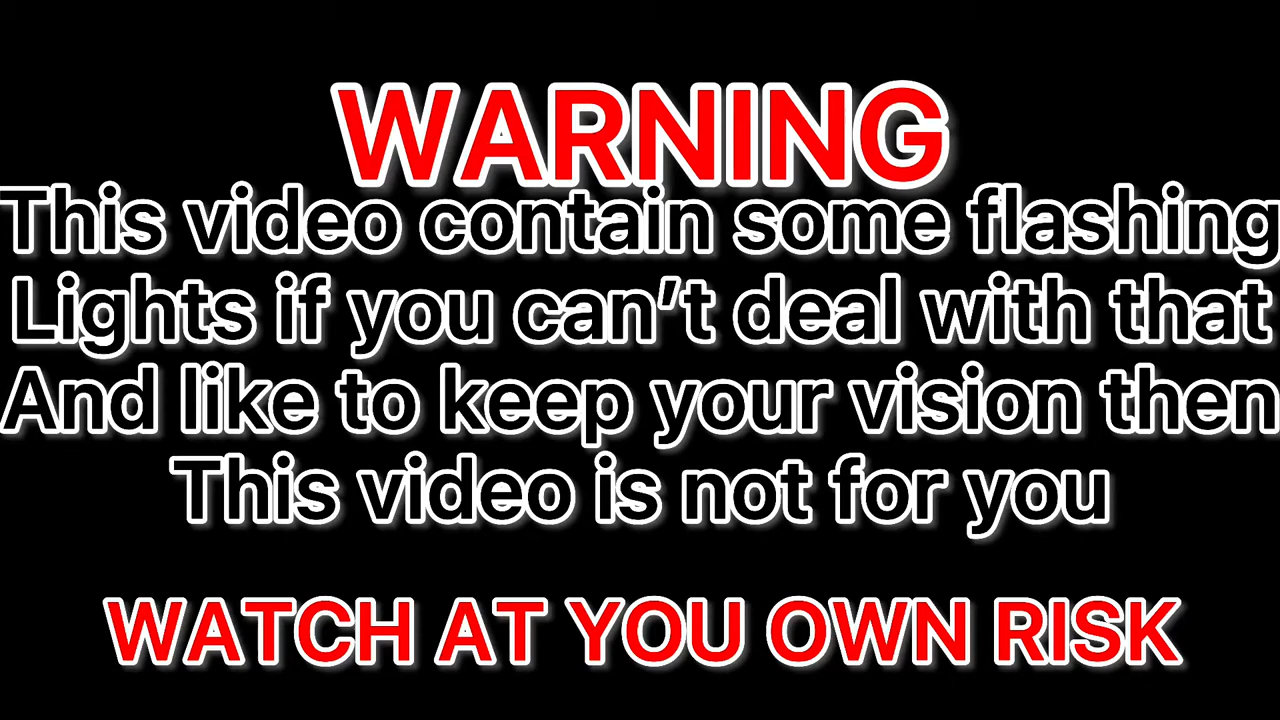 WARNING
This video contain some flashing
Lights if you can’t deal with that
And like to keep your vision then
This video is not for you
WATCH AT YOU OWN RISK